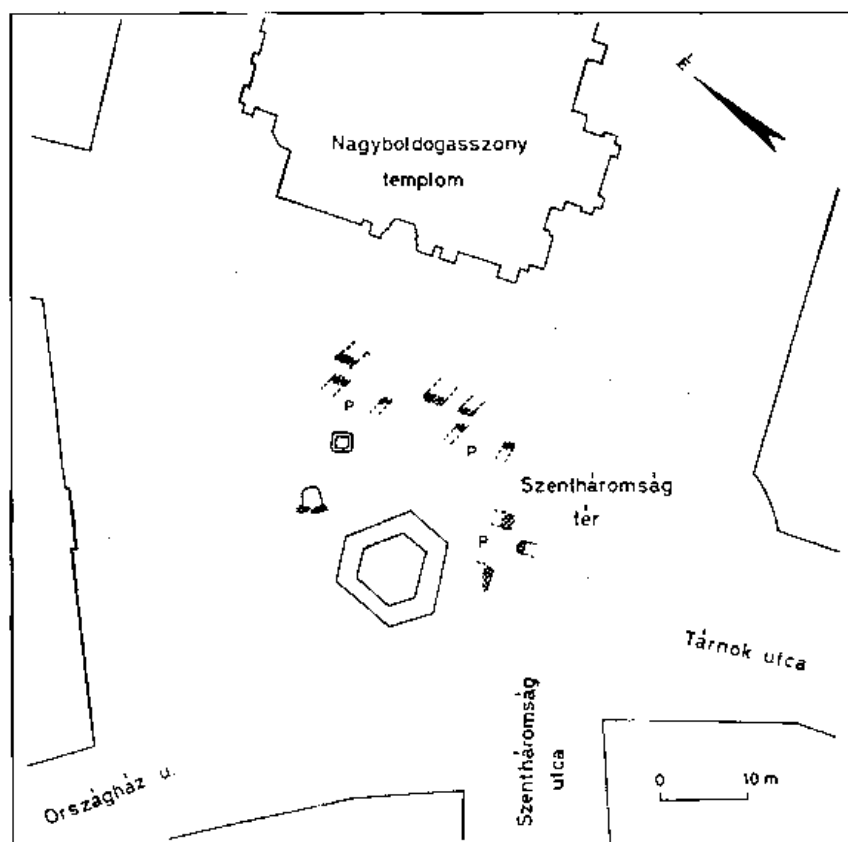 É
Nagyboldogasszony
templom
P
P
Szentháromság
tér
P
Tárnok utca
Szentháromság
utca
Országház u.
0 10 m